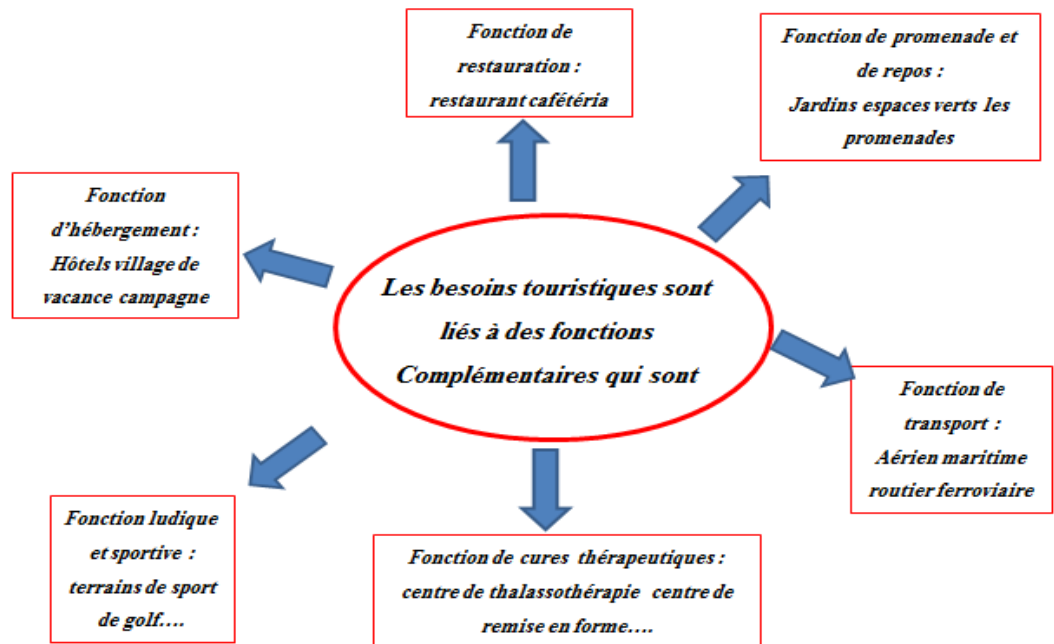 Fonction de
restauration :
restaurant cafétéria
Fonction de promenade et
de repos :
Jardins espaces verts les
promenades
Fonction
d'hébergement :
Hôtels village de
vacance campagne
Les besoins touristiques sont
liés à des fonctions
Complémentaires qui sont
Fonction de
transport :
Aérien maritime
routier ferroviaire
Fonction ludique
et sportive :
terrains de sport
de golf....
Fonction de cures thérapeutiques :
centre de thalassothérapie centre de
remise en forme....